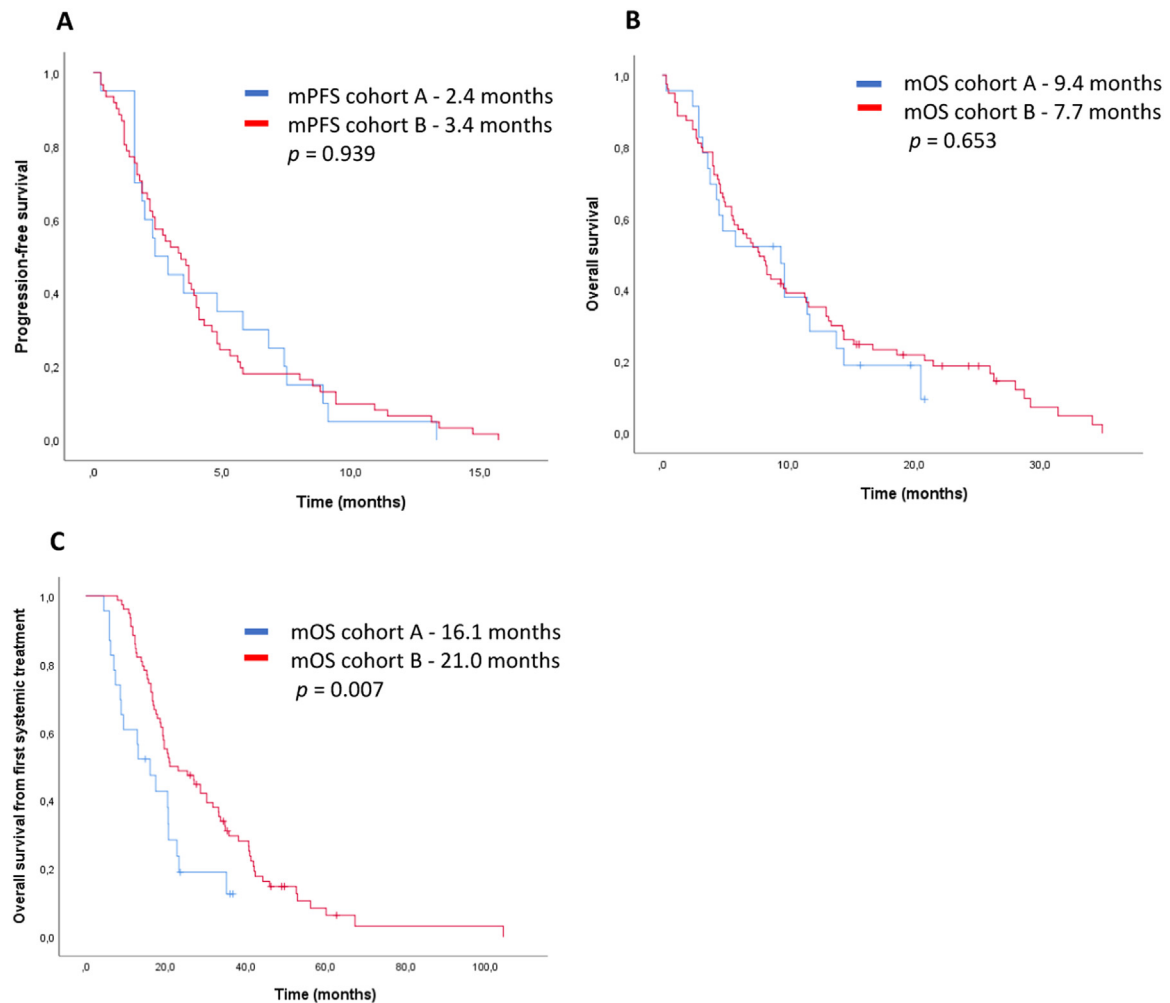 A
mPFS cohort A - 2.4 months
mPFS cohort B - 3.4 months
p = 0.939
Progression-free survival
1,0
0,8
0,6
0,4
0,2
0,0
,0 5,0 10,0 15,0
Time (months)
B
mOS cohort A - 9.4 months
mOS cohort B - 7.7 months
p = 0.653
Overall survival
1,0
0,8
0,6
0,4
0,2
0,0
,0 10,0 20,0 30,0
Time (months)
C
mOS cohort A - 16.1 months
mOS cohort B - 21.0 months
p = 0.007
Overall survival from first systemic treatment
1,0
0,8
0,6
0,4
0,2
0,0
,0 20,0 40,0 60,0 80,0 100,0
Time (months)